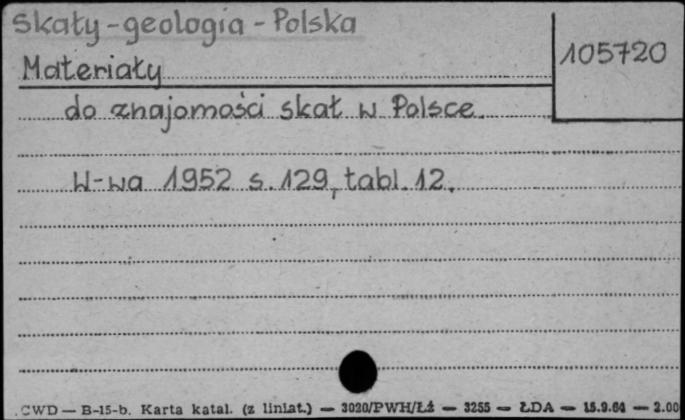 Skały - geologia - Polska
105720
Materiały
do znajomości skał w Polsce.
W-wa 1952 s. 129, tabl. 12.
CWD — B-15-b. Karta katal. (z liniat.) — 3020/PWH/Łź — 3255 — ŁDA — 15.9.64 — 2.00